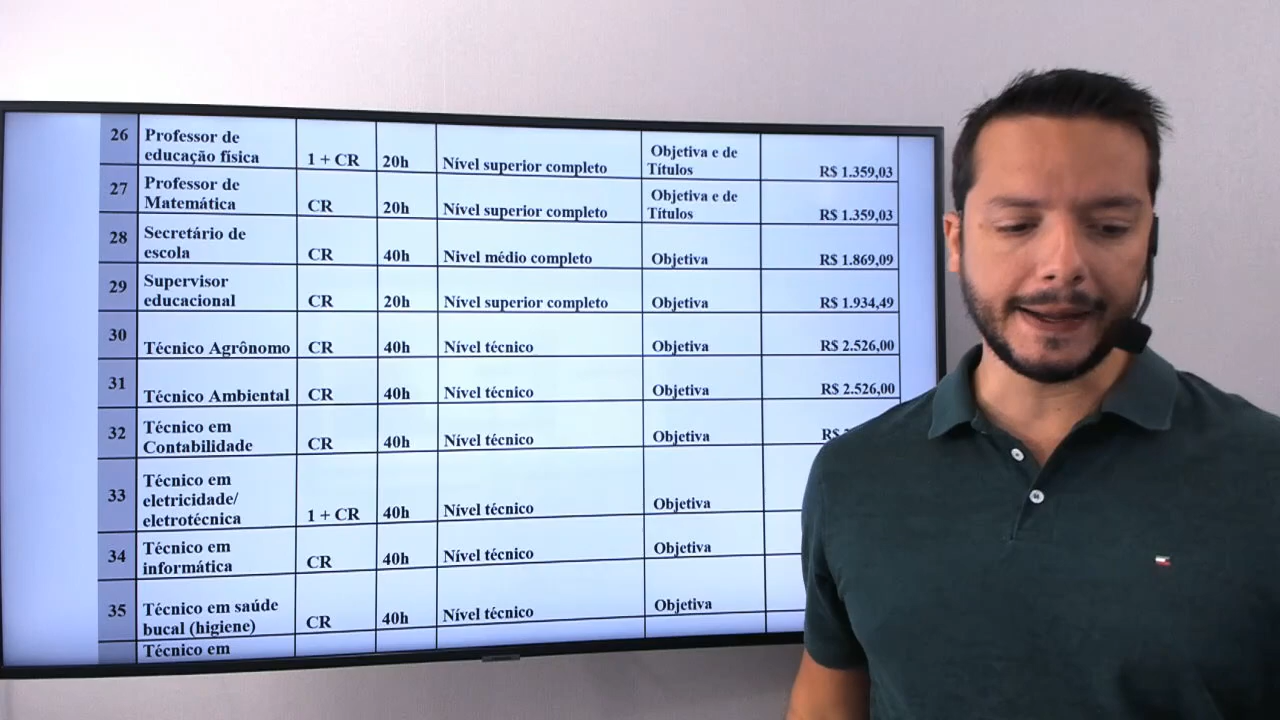 26 Professor de educação física 1 + CR 20h Nível superior completo Objetiva e de Títulos R$ 1.359,03
27 Professor de Matemática CR 20h Nível superior completo Objetiva e de Títulos R$ 1.359,03
28 Secretário de escola CR 40h Nivel médio completo Objetiva R$ 1.869,09
29 Supervisor educacional CR 20h Nível superior completo Objetiva R$ 1.934,49
30 Técnico Agrônomo CR 40h Nível técnico Objetiva R$ 2.526,00
31 Técnico Ambiental CR 40h Nível técnico Objetiva R$ 2.526,00
32 Técnico em Contabilidade CR 40h Nível técnico Objetiva R$
33 Técnico em eletricidade/ eletrotécnica 1 + CR 40h Nível técnico Objetiva
34 Técnico em informática CR 40h Nível técnico Objetiva
35 Técnico em saúde bucal (higiene) CR 40h Nível técnico Objetiva
Técnico em